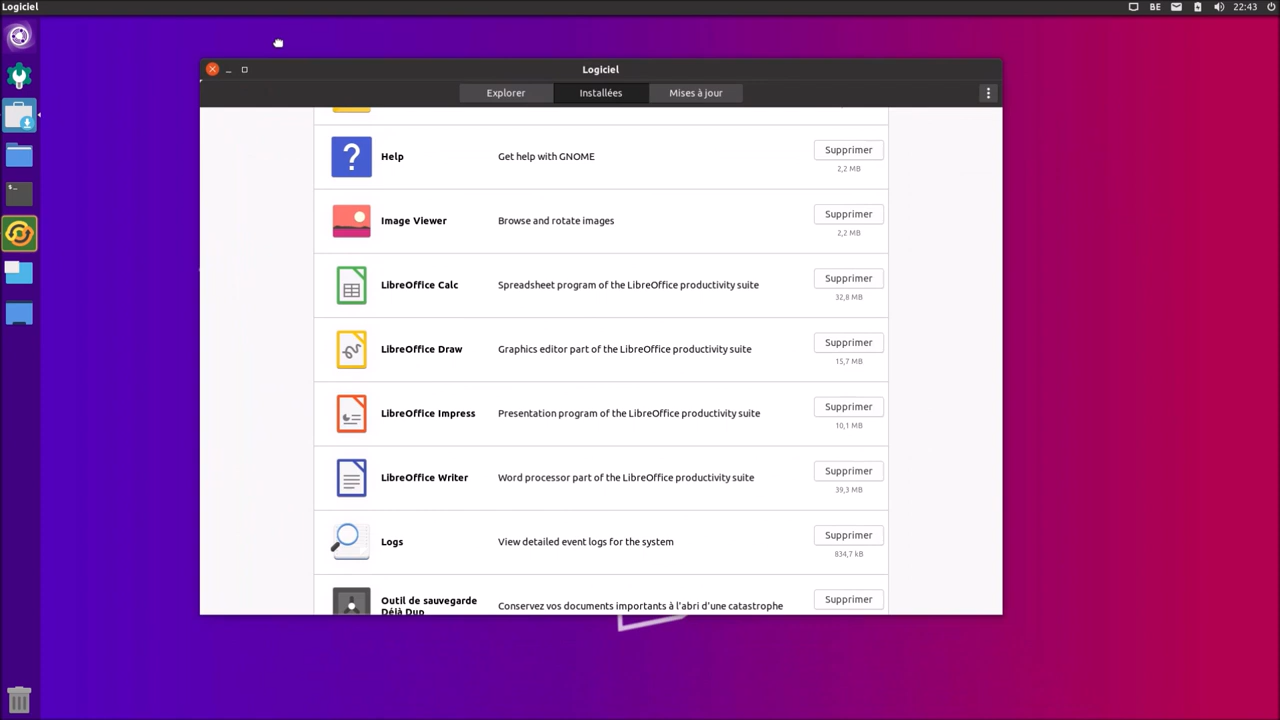 Logiciel
BE
22:43
Logiciel
Explorer
Installées
Mises à jour
Help
Get help with GNOME
Supprimer
2,2 MB
Image Viewer
Browse and rotate images
Supprimer
2,2 MB
LibreOffice Calc
Spreadsheet program of the LibreOffice productivity suite
Supprimer
32,8 MB
LibreOffice Draw
Graphics editor part of the LibreOffice productivity suite
Supprimer
15,7 MB
LibreOffice Impress
Presentation program of the LibreOffice productivity suite
Supprimer
10,1 MB
LibreOffice Writer
Word processor part of the LibreOffice productivity suite
Supprimer
39,3 MB
Logs
View detailed event logs for the system
Supprimer
834,7 kB
Outil de sauvegarde
Déjà Dup
Conservez vos documents importants à l'abri d'une catastrophe
Supprimer